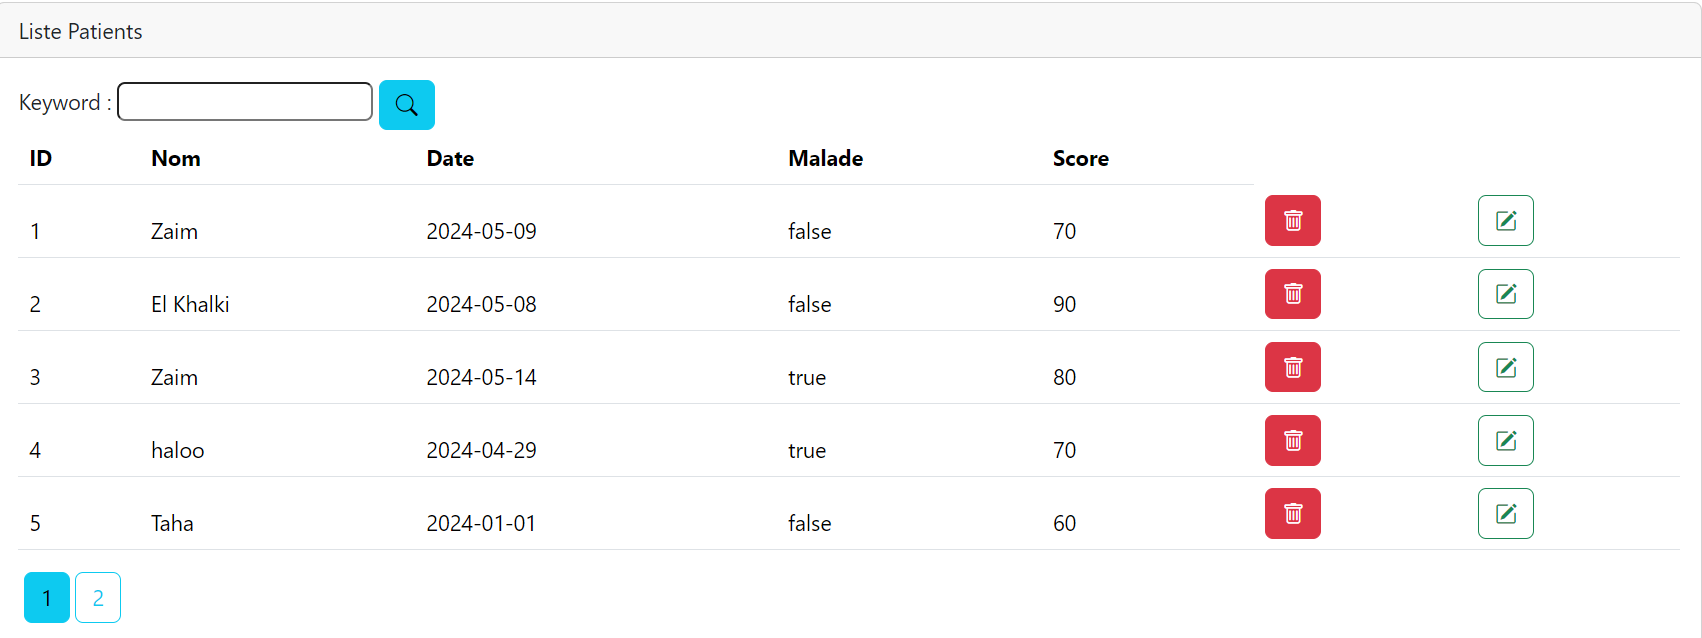 Liste Patients
Keyword :
ID Nom Date Malade Score
1 Zaim 2024-05-09 false 70
2 El Khalki 2024-05-08 false 90
3 Zaim 2024-05-14 true 80
4 haloo 2024-04-29 true 70
5 Taha 2024-01-01 false 60
1 2